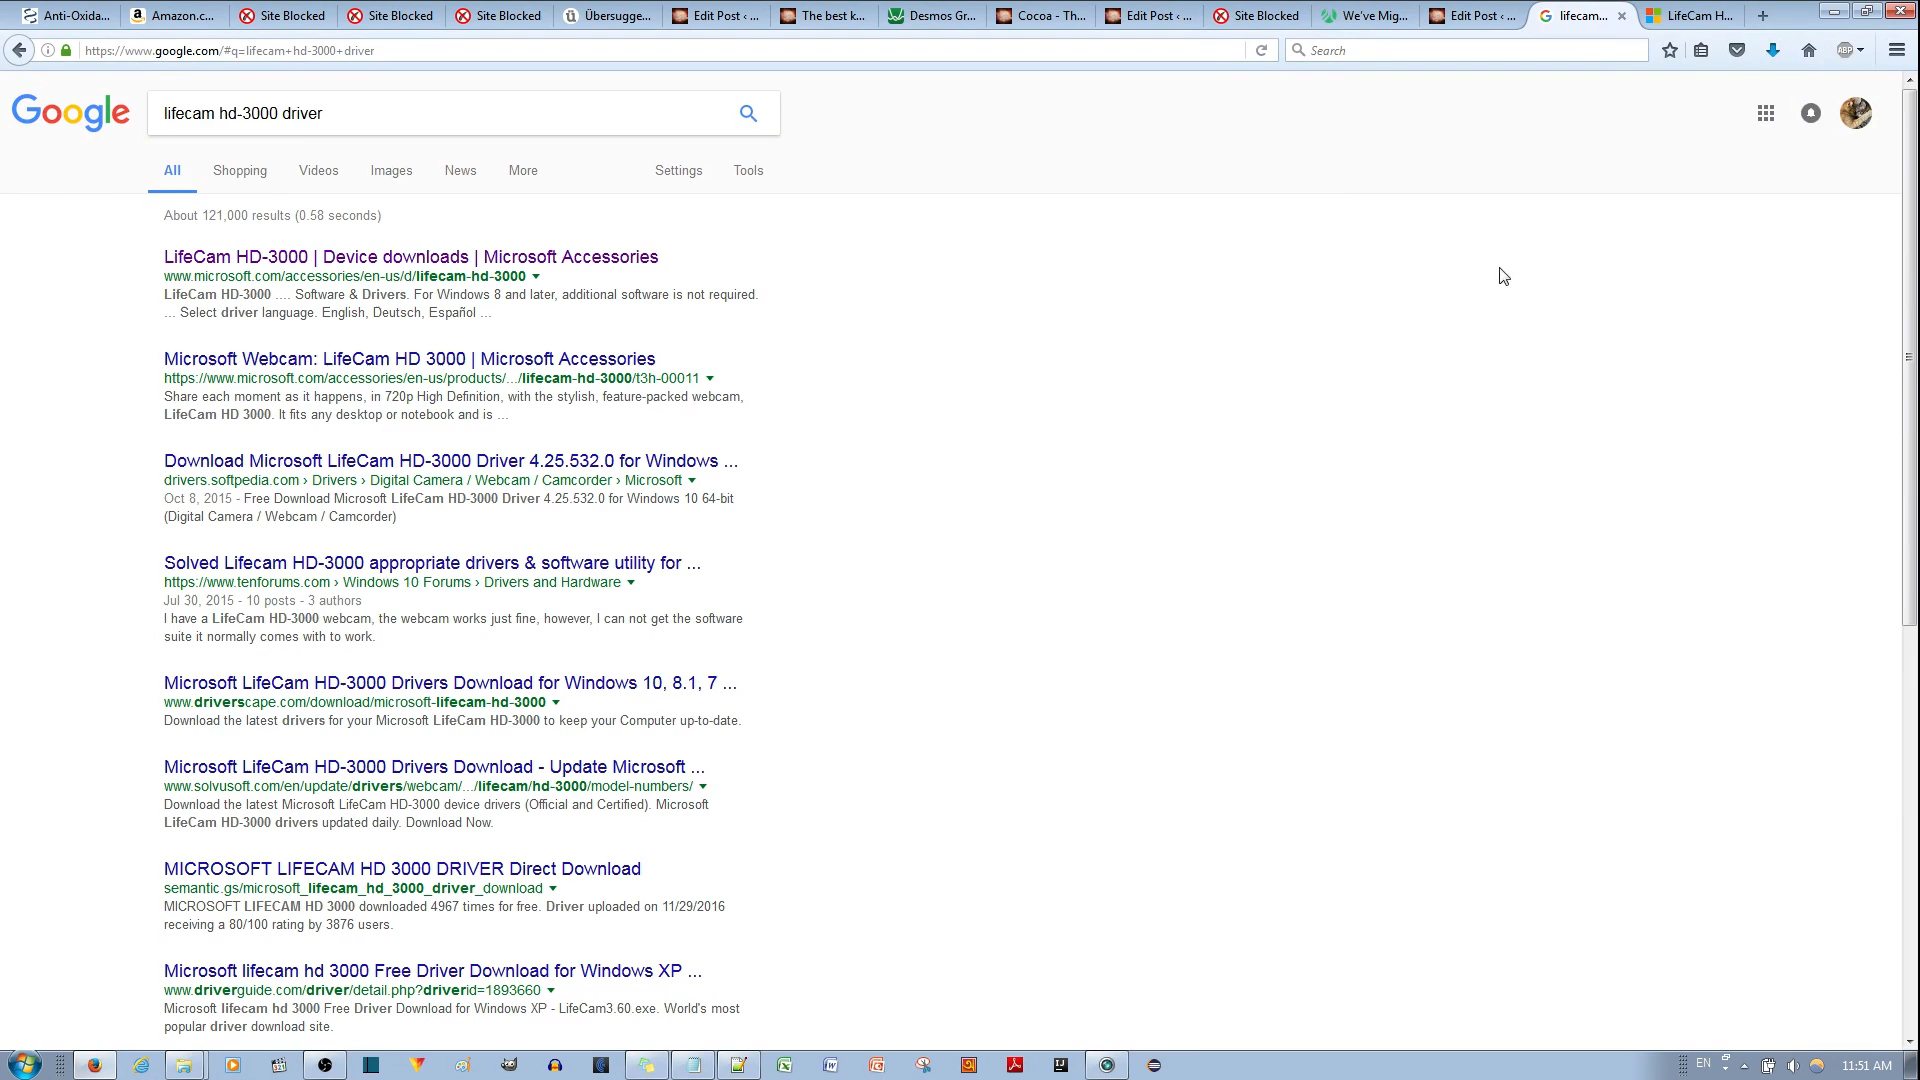 Anti-Oxida... Amazon.c... Site Blocked Site Blocked Site Blocked Übersugge... Edit Post ‹ ... The best k... Desmos Gr... Cocoa - Th... Edit Post ‹ ... Site Blocked We've Mig... Edit Post ‹ ... lifecam... LifeCam H...
https://www.google.com/#q=lifecam+hd-3000+driver
Search
ABP
Google
lifecam hd-3000 driver
All Shopping Videos Images News More Settings Tools
About 121,000 results (0.58 seconds)
LifeCam HD-3000 | Device downloads | Microsoft Accessories
www.microsoft.com/accessories/en-us/d/lifecam-hd-3000
LifeCam HD-3000 .... Software & Drivers. For Windows 8 and later, additional software is not required.
... Select driver language. English, Deutsch, Español ...
Microsoft Webcam: LifeCam HD 3000 | Microsoft Accessories
https://www.microsoft.com/accessories/en-us/products/.../lifecam-hd-3000/t3h-00011
Share each moment as it happens, in 720p High Definition, with the stylish, feature-packed webcam,
LifeCam HD 3000. It fits any desktop or notebook and is ...
Download Microsoft LifeCam HD-3000 Driver 4.25.532.0 for Windows ...
drivers.softpedia.com › Drivers › Digital Camera / Webcam / Camcorder › Microsoft
Oct 8, 2015 - Free Download Microsoft LifeCam HD-3000 Driver 4.25.532.0 for Windows 10 64-bit
(Digital Camera / Webcam / Camcorder)
Solved Lifecam HD-3000 appropriate drivers & software utility for ...
https://www.tenforums.com › Windows 10 Forums › Drivers and Hardware
Jul 30, 2015 - 10 posts - 3 authors
I have a LifeCam HD-3000 webcam, the webcam works just fine, however, I can not get the software
suite it normally comes with to work.
Microsoft LifeCam HD-3000 Drivers Download for Windows 10, 8.1, 7 ...
www.driverscape.com/download/microsoft-lifecam-hd-3000
Download the latest drivers for your Microsoft LifeCam HD-3000 to keep your Computer up-to-date.
Microsoft LifeCam HD-3000 Drivers Download - Update Microsoft ...
www.solvusoft.com/en/update/drivers/webcam/.../lifecam/hd-3000/model-numbers/
Download the latest Microsoft LifeCam HD-3000 device drivers (Official and Certified). Microsoft
LifeCam HD-3000 drivers updated daily. Download Now.
MICROSOFT LIFECAM HD 3000 DRIVER Direct Download
semantic.gs/microsoft_lifecam_hd_3000_driver_download
MICROSOFT LIFECAM HD 3000 downloaded 4967 times for free. Driver uploaded on 11/29/2016
receiving a 80/100 rating by 3876 users.
Microsoft lifecam hd 3000 Free Driver Download for Windows XP ...
www.driverguide.com/driver/detail.php?driverid=1893660
Microsoft lifecam hd 3000 Free Driver Download for Windows XP - LifeCam3.60.exe. World's most
popular driver download site.
EN 11:51 AM